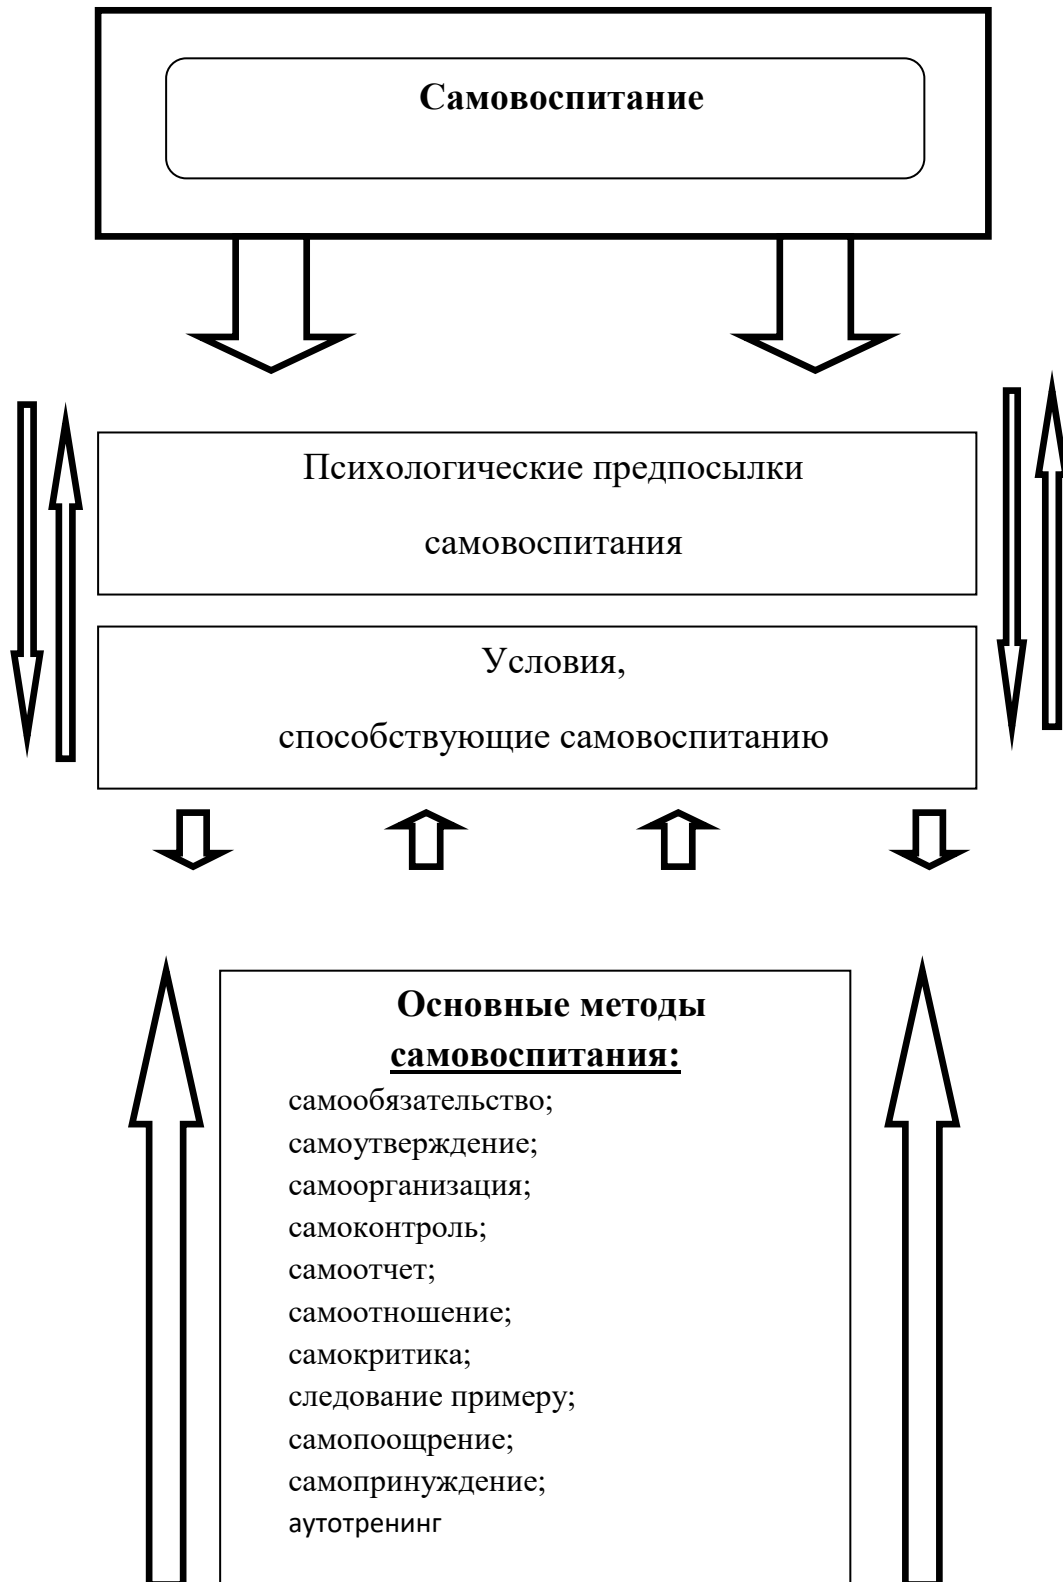 Самовоспитание
Психологические предпосылки
самовоспитания
Условия,
способствующие самовоспитанию
Основные методы
самовоспитания:
самообязательство;
самоутверждение;
самоорганизация;
самоконтроль;
самоотчет;
самоотношение;
самокритика;
следование примеру;
самопоощрение;
самопринуждение;
аутотренинг